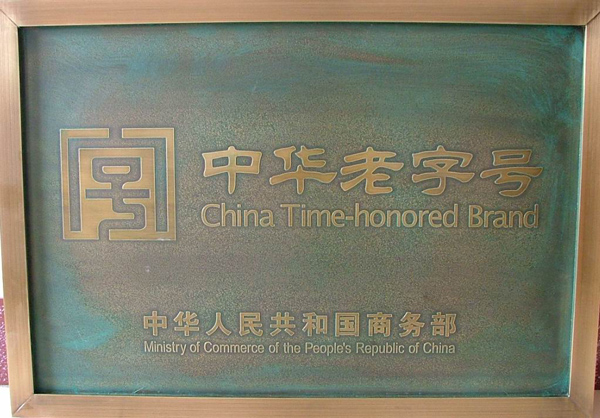 中华老字号
China Time-honored Brand
中华人民共和国商务部
Ministry of Commerce of the People's Republic of China